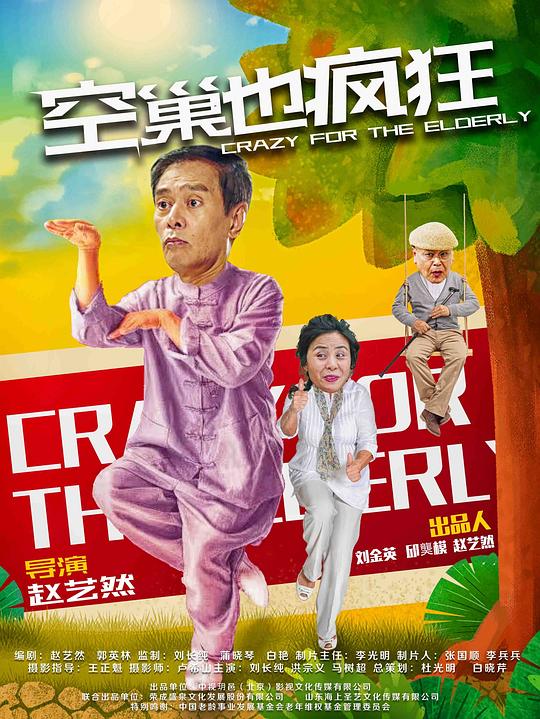 空巢也疯狂
CRAZY FOR THE ELDERLY
CRAZY FOR
THE ELDERLY
出品人
刘金英 邱龑檬 赵艺然
导演
赵艺然
编剧：赵艺然 郭英林 监制：刘长纯 蒲晓琴 白艳 制片主任：李光明 制片人：张国顺 李兵兵
摄影指导：王正魁 摄影师：卢布山 主演：刘长纯 洪宗义 马树超 总策划：杜光明 白晓芹
出品单位：中视玥邑（北京）影视文化传媒有限公司
联合出品单位：荣成盛泉文化发展股份有限公司 山东海上圣艺文化传媒有限公司
特别鸣谢：中国老龄事业发展基金会老年维权基金管理委员会